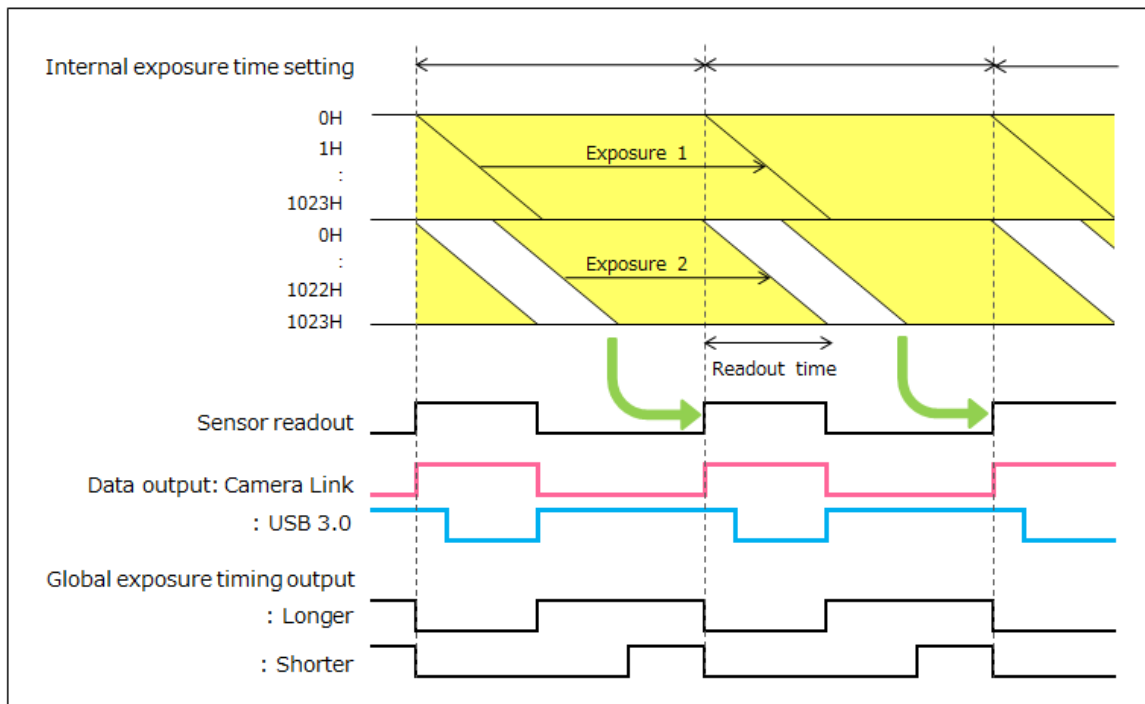 Internal exposure time setting
0H
1H
:
1023H
Exposure 1
0H
:
1022H
1023H
Exposure 2
Readout time
Sensor readout
Data output: Camera Link
: USB 3.0
Global exposure timing output
: Longer
: Shorter